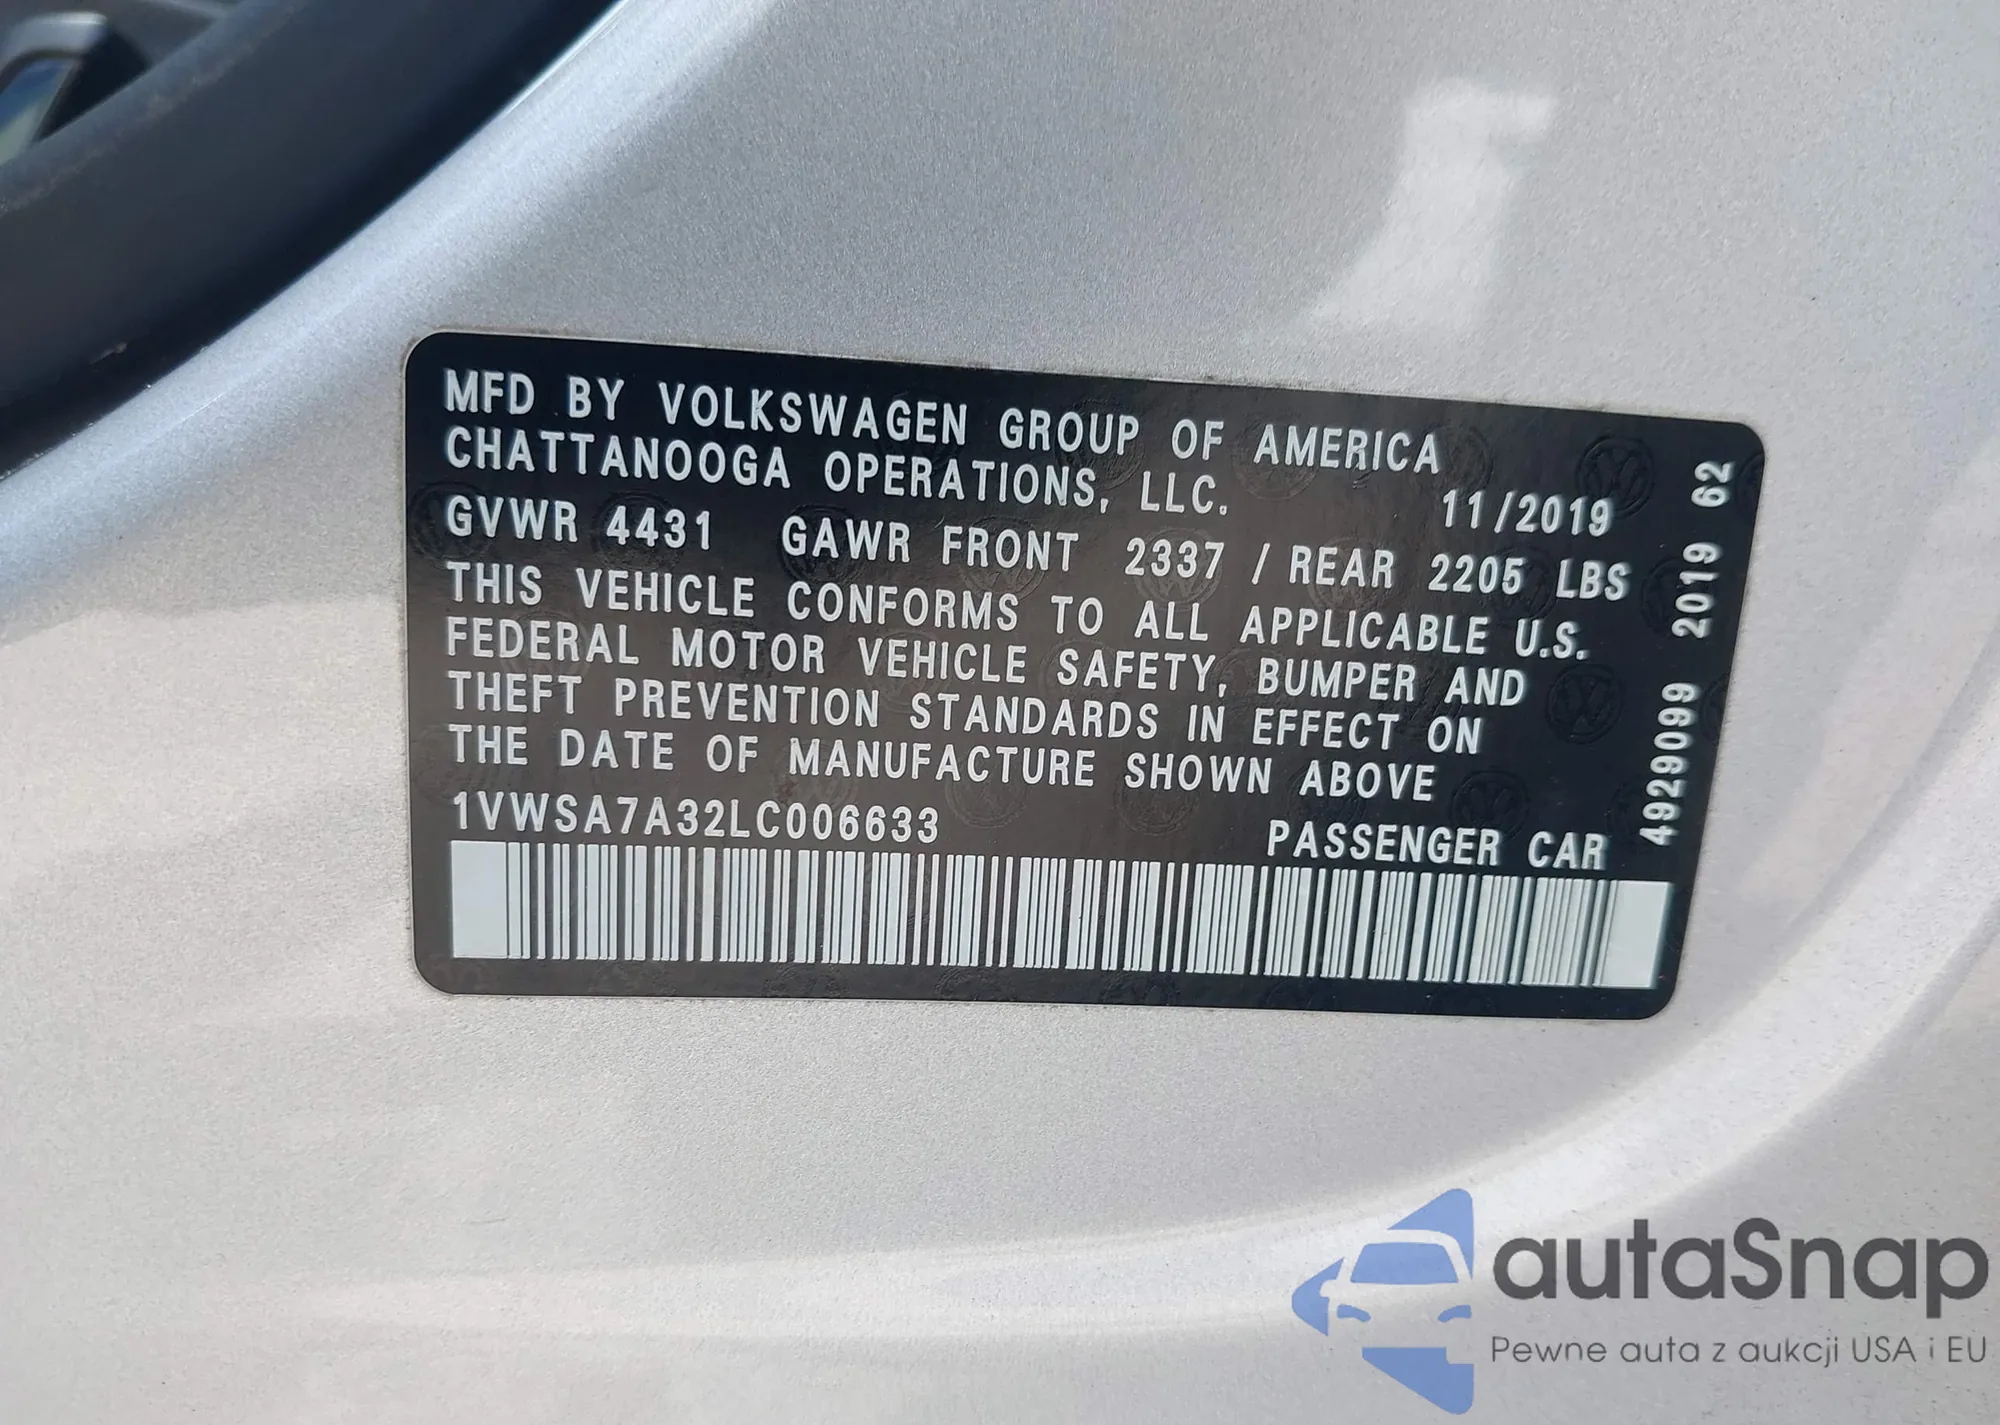 MFD BY VOLKSWAGEN GROUP OF AMERICA
CHATTANOOGA OPERATIONS, LLC. 11/2019
GVWR 4431 GAWR FRONT 2337 / REAR 2205 LBS
THIS VEHICLE CONFORMS TO ALL APPLICABLE U.S.
FEDERAL MOTOR VEHICLE SAFETY, BUMPER AND
THEFT PREVENTION STANDARDS IN EFFECT ON
THE DATE OF MANUFACTURE SHOWN ABOVE
1VWSA7A32LC006633 PASSENGER CAR
49290099 2019 62
autaSnap
Pewne auta z aukcji USA i EU